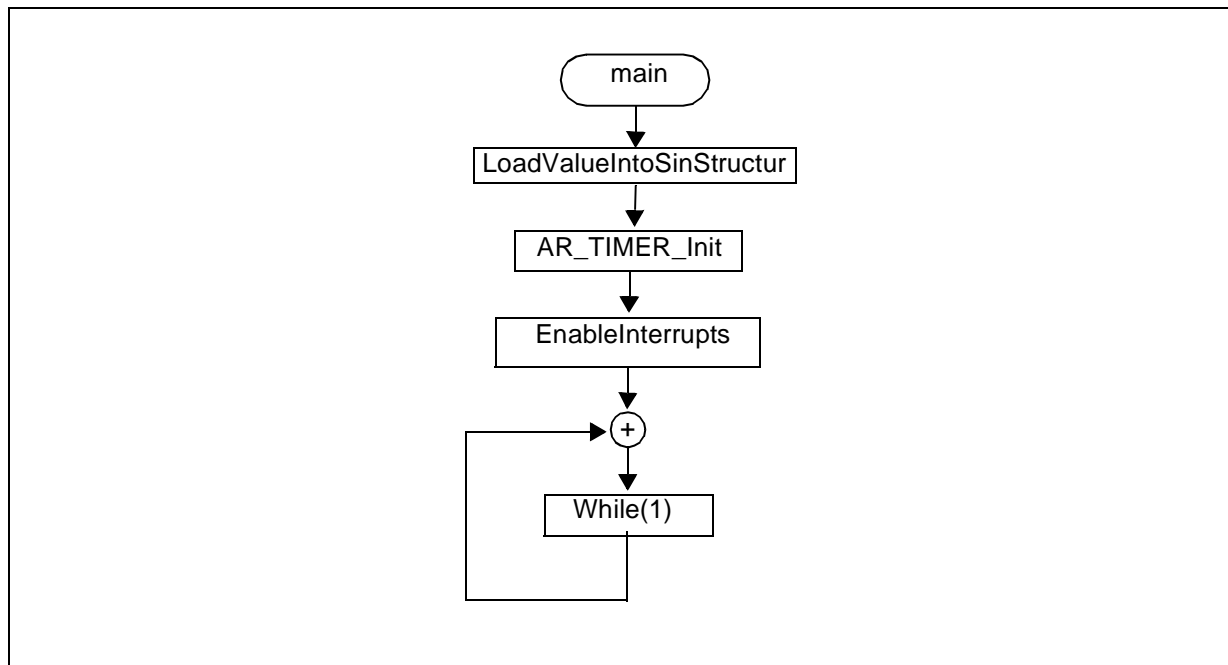 main
LoadValueIntoSinStructur
AR_TIMER_Init
EnableInterrupts
+
While(1)